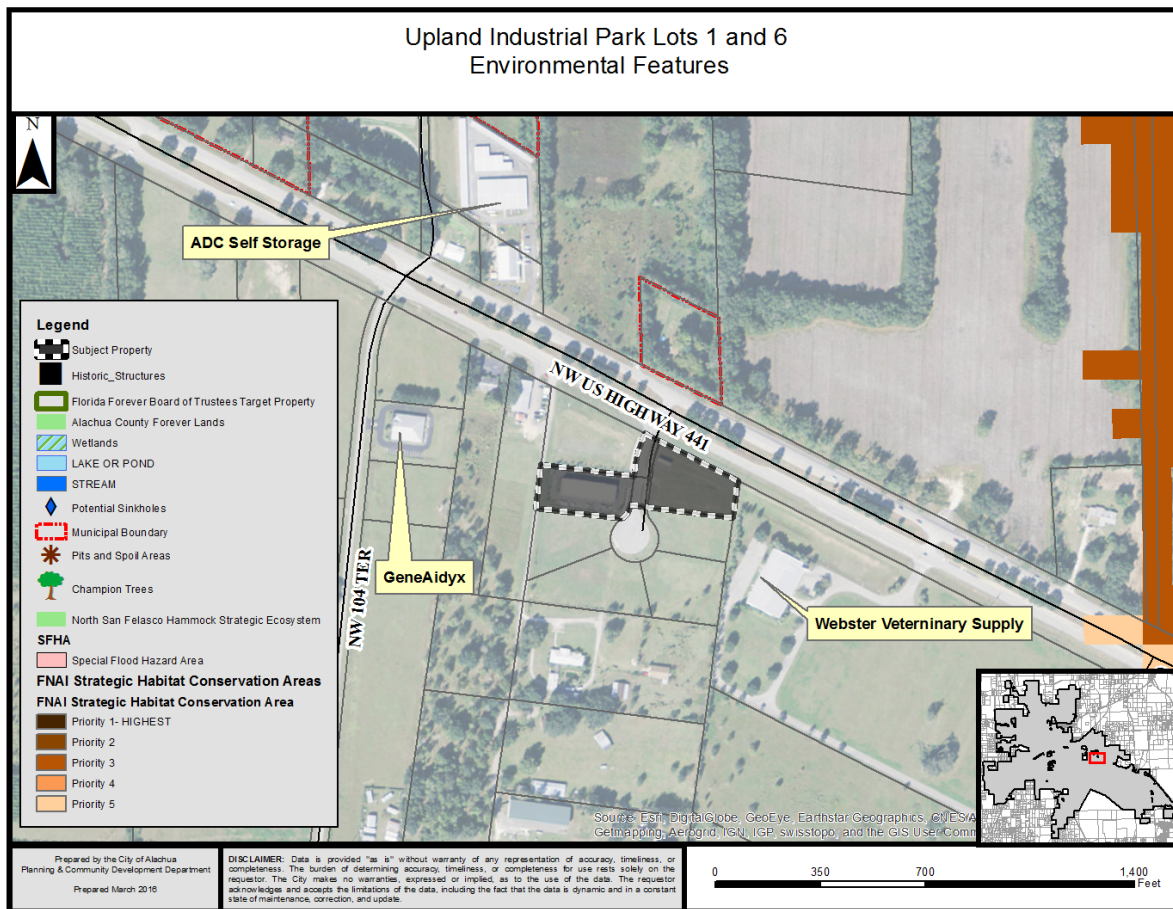 Upland Industrial Park Lots 1 and 6
Environmental Features
N
ADC Self Storage
NW US HIGHWAY 441
GeneAidyx
NW 104 TER
Webster Veterninary Supply
Legend
Subject Property
Historic_Structures
Florida Forever Board of Trustees Target Property
Alachua County Forever Lands
Wetlands
LAKE OR POND
STREAM
Potential Sinkholes
Municipal Boundary
Pits and Spoil Areas
Champion Trees
North San Felasco Hammock Strategic Ecosystem
SFHA
Special Flood Hazard Area
FNAI Strategic Habitat Conservation Areas
FNAI Strategic Habitat Conservation Area
Priority 1- HIGHEST
Priority 2
Priority 3
Priority 4
Priority 5
Source: Esri, DigitalGlobe, GeoEye, Earthstar Geographics, CNES/A
Getmapping, Aerogrid, IGN, IGP, swisstopo, and the GIS User Comm
Prepared by the City of Alachua
Planning & Community Development Department
Prepared March 2016
DISCLAIMER: Data is provided "as is" without warranty of any representation of accuracy, timeliness, or
completeness. The burden of determining accuracy, timeliness, or completeness for use rests solely on the
requestor. The City makes no warranties, expressed or implied, as to the use of the data. The requestor
acknowledges and accepts the limitations of the data, including the fact that the data is dynamic and in a constant
state of maintenance, correction, and update.
0 350 700 1,400
Feet